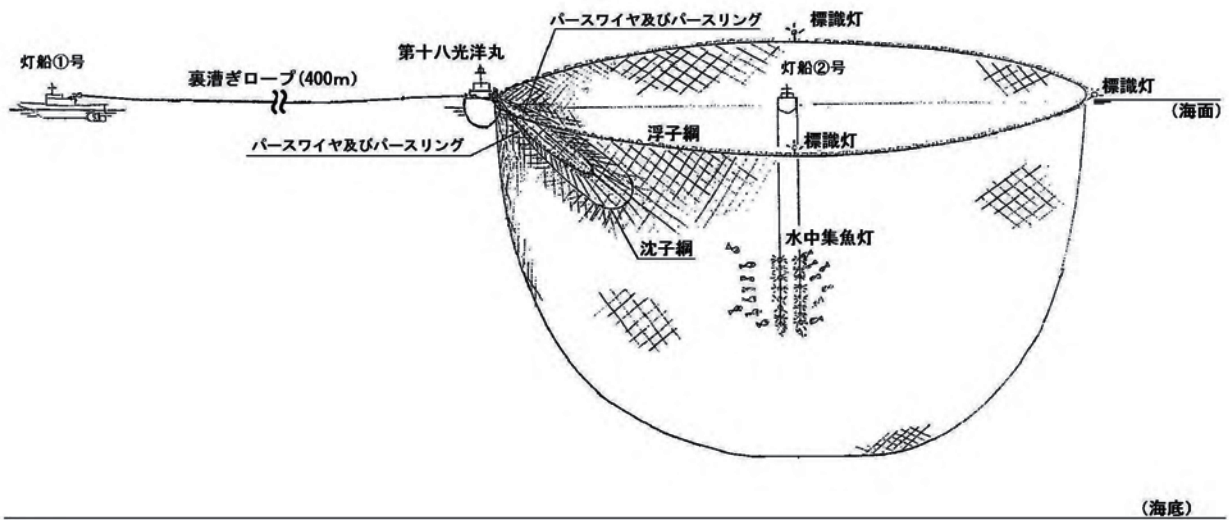 パースワイヤ及びパースリング
標識灯
第十八光洋丸
灯船①号
裏漕ぎロープ(400m)
灯船②号
標識灯
(海面)
浮子綱
標識灯
パースワイヤ及びパースリング
水中集魚灯
沈子綱
(海底)